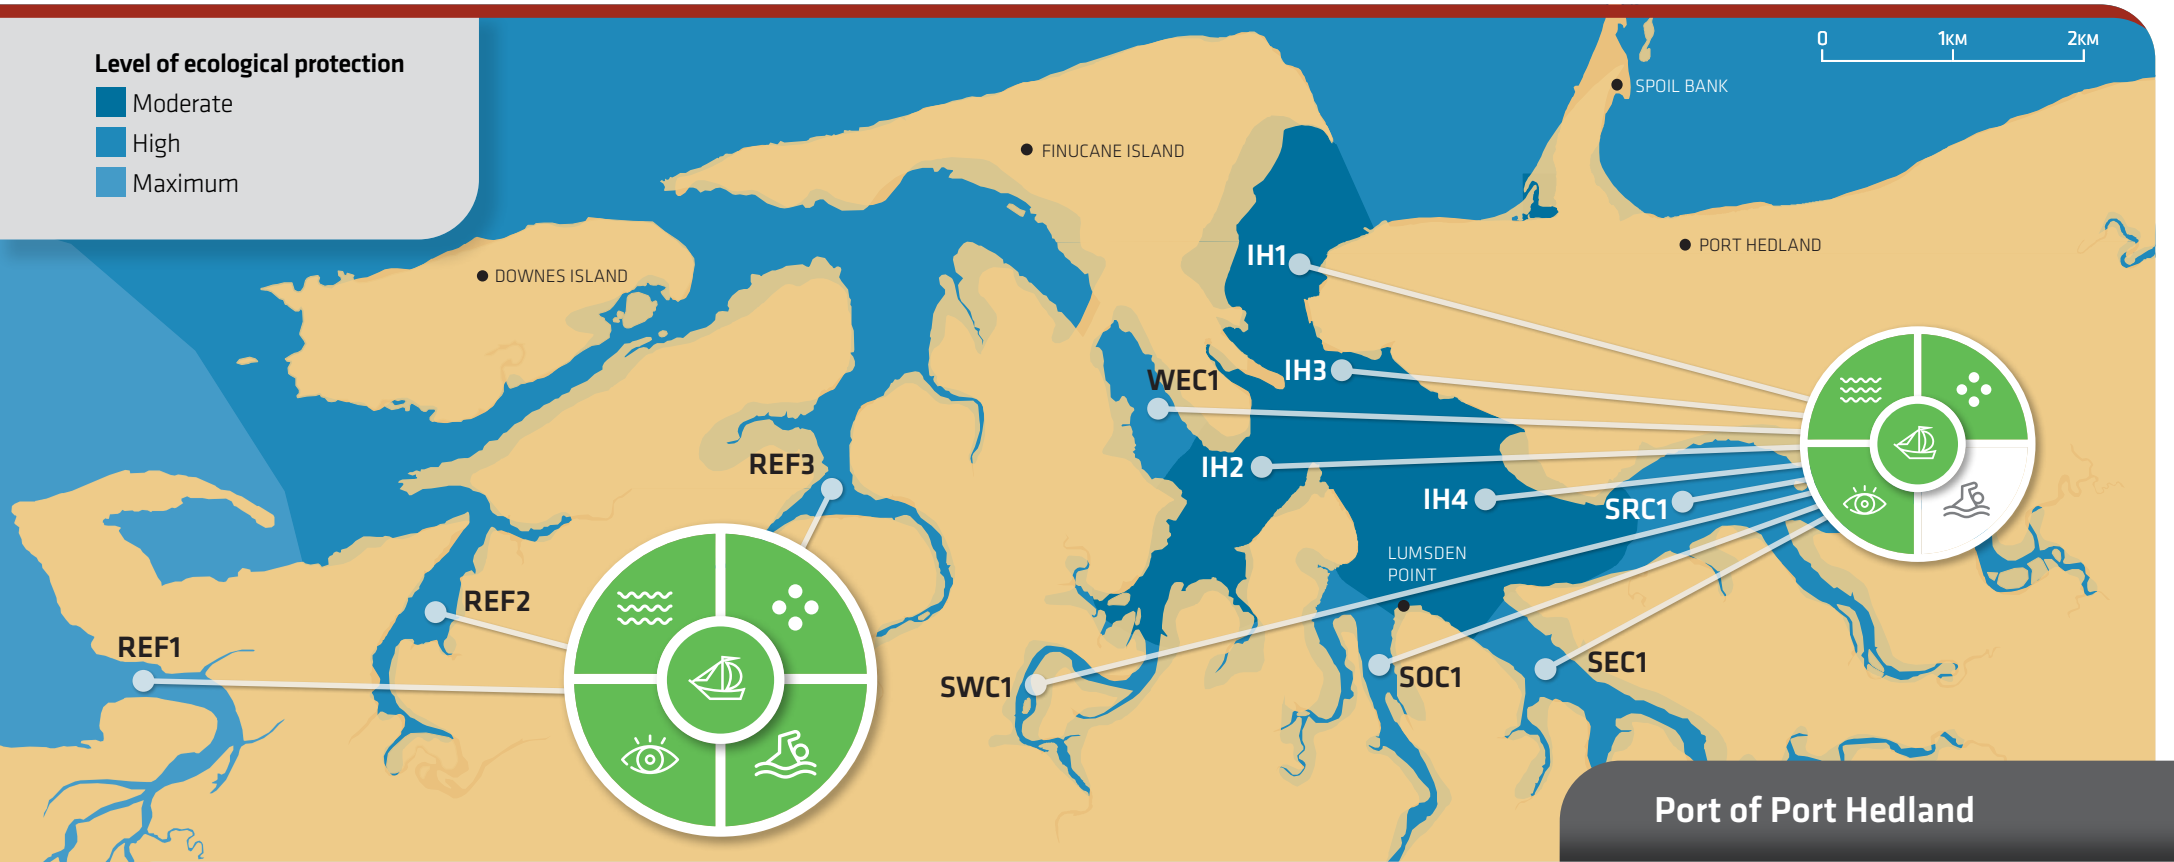 Level of ecological protection
Moderate
High
Maximum
0 1KM 2KM
SPOIL BANK
FINUCANE ISLAND
PORT HEDLAND
DOWNES ISLAND
IH1
IH3
WEC1
IH2
REF3
IH4
SRC1
LUMSDEN
POINT
REF2
REF1
SWC1
SOC1
SEC1
Port of Port Hedland